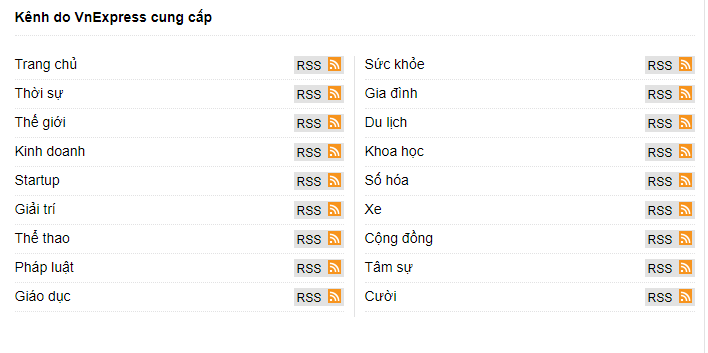 Kênh do VnExpress cung cấp
Trang chủ RSS
Thời sự RSS
Thế giới RSS
Kinh doanh RSS
Startup RSS
Giải trí RSS
Thể thao RSS
Pháp luật RSS
Giáo dục RSS
Sức khỏe RSS
Gia đình RSS
Du lịch RSS
Khoa học RSS
Số hóa RSS
Xe RSS
Cộng đồng RSS
Tâm sự RSS
Cười RSS